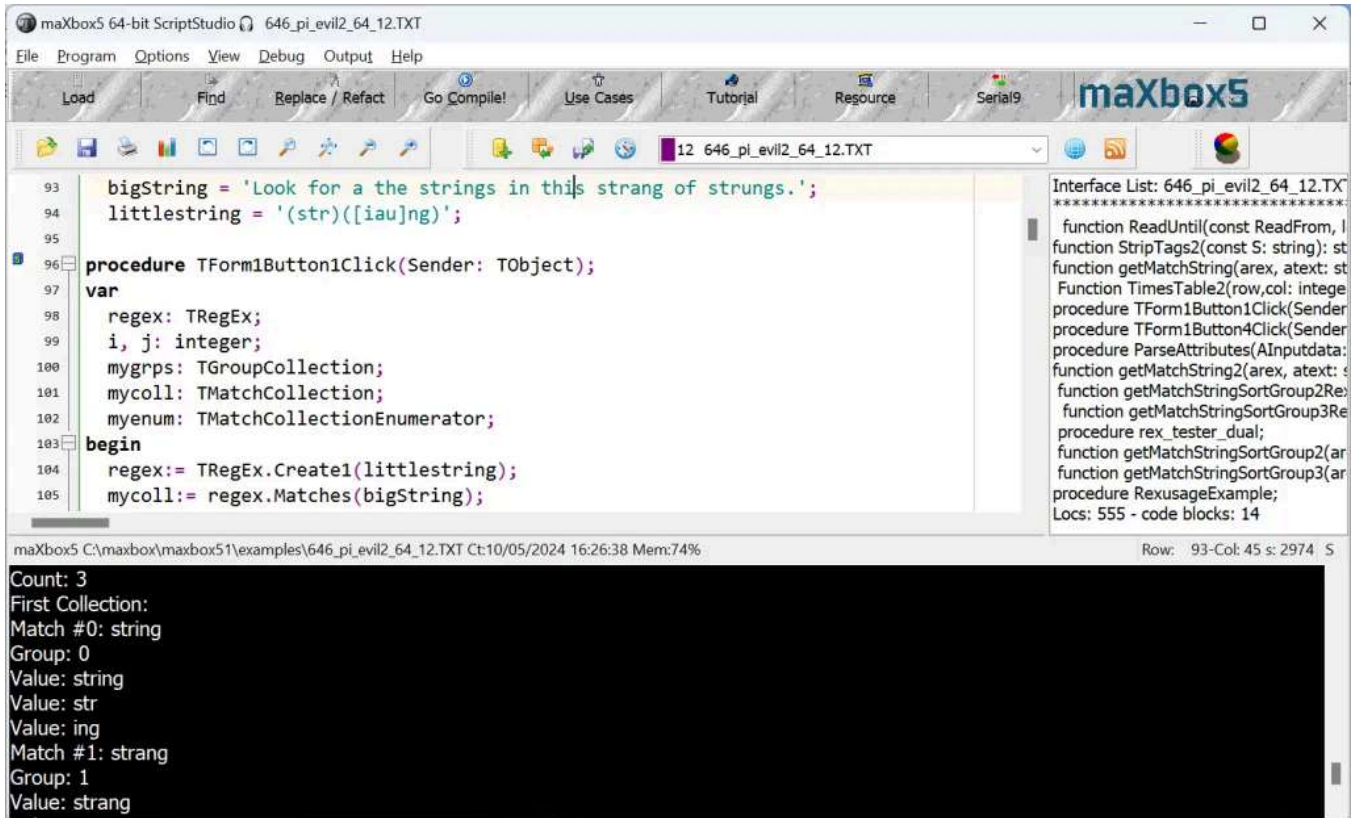 maXbox5 64-bit ScriptStudio 646_pi_evil2_64_12.TXT
File Program Options View Debug Output Help
Load Find Replace / Refact Go Compile! Use Cases Tutorial Resource Serial9 maXbox5
12 646_pi_evil2_64_12.TXT
93 bigString = 'Look for a the strings in this strang of strungs.';
94 littlestring = '(str)([iau]ng)';
95
96 procedure TForm1Button1Click(Sender: TObject);
97 var
98 regex: TRegEx;
99 i, j: integer;
100 mygrps: TGroupCollection;
101 mycoll: TMatchCollection;
102 myenum: TMatchCollectionEnumerator;
103 begin
104 regex:= TRegEx.Create1(littlestring);
105 mycoll:= regex.Matches(bigString);
Interface List: 646_pi_evil2_64_12.TX
*******************************
function ReadUntil(const ReadFrom, l
function StripTags2(const S: string): st
function getMatchString(arex, atext: st
Function TimesTable2(row,col: intege
procedure TForm1Button1Click(Sender
procedure TForm1Button4Click(Sender
procedure ParseAttributes(AInputdata:
function getMatchString2(arex, atext: s
function getMatchStringSortGroup2Re
function getMatchStringSortGroup3Re
procedure rex_tester_dual;
function getMatchStringSortGroup2(ar
function getMatchStringSortGroup3(ar
procedure RexusageExample;
Locs: 555 - code blocks: 14
maXbox5 C:\maxbox\maxbox51\examples\646_pi_evil2_64_12.TXT Ct:10/05/2024 16:26:38 Mem:74% Row: 93-Col: 45 s: 2974 S
Count: 3
First Collection:
Match #0: string
Group: 0
Value: string
Value: str
Value: ing
Match #1: strang
Group: 1
Value: strang